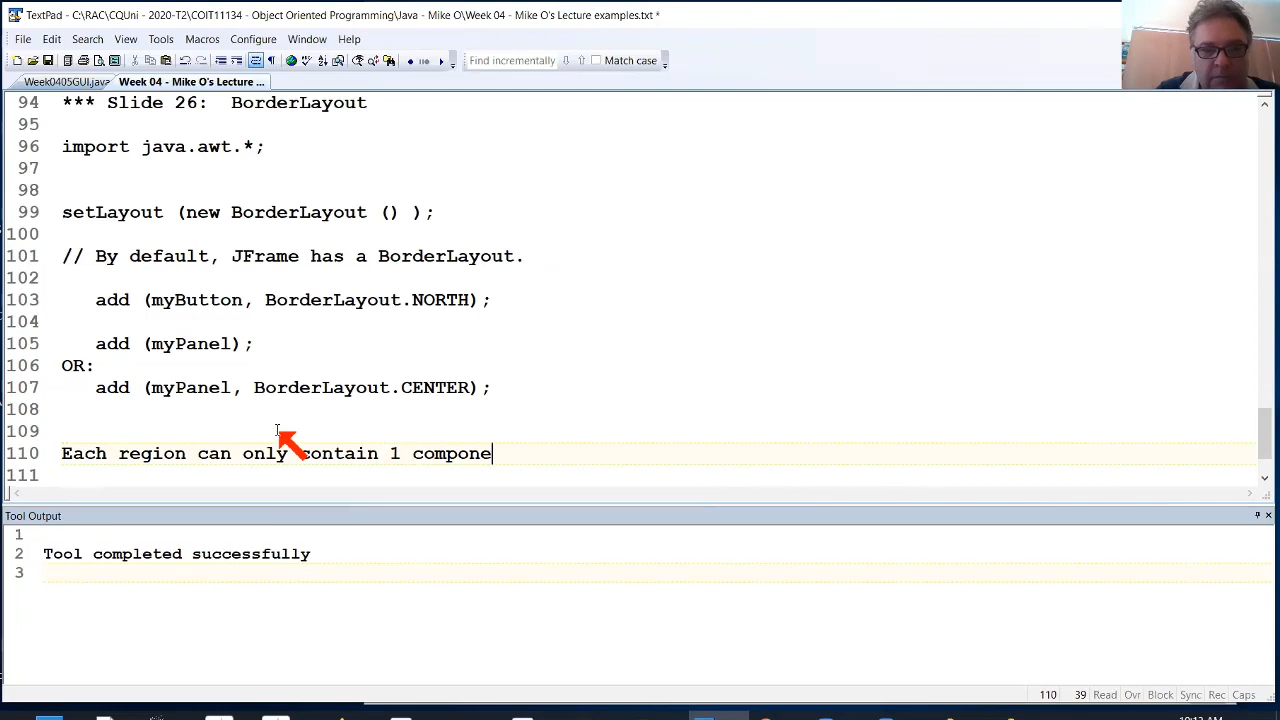 TextPad - C:\RAC\CQUni - 2020-T2\COIT11134 - Object Oriented Programming\Java - Mike O\Week 04 - Mike O's Lecture examples.txt *
File Edit Search View Tools Macros Configure Window Help
Find incrementally Match case
Week0405GUI.java Week 04 - Mike O's Lecture ...
94 *** Slide 26: BorderLayout
95
96 import java.awt.*;
97
98
99 setLayout (new BorderLayout () );
100
101 // By default, JFrame has a BorderLayout.
102
103 add (myButton, BorderLayout.NORTH);
104
105 add (myPanel);
106 OR:
107 add (myPanel, BorderLayout.CENTER);
108
109
110 Each region can only contain 1 compone
111
Tool Output
1
2 Tool completed successfully
3
110 39 Read Ovr Block Sync Rec Caps